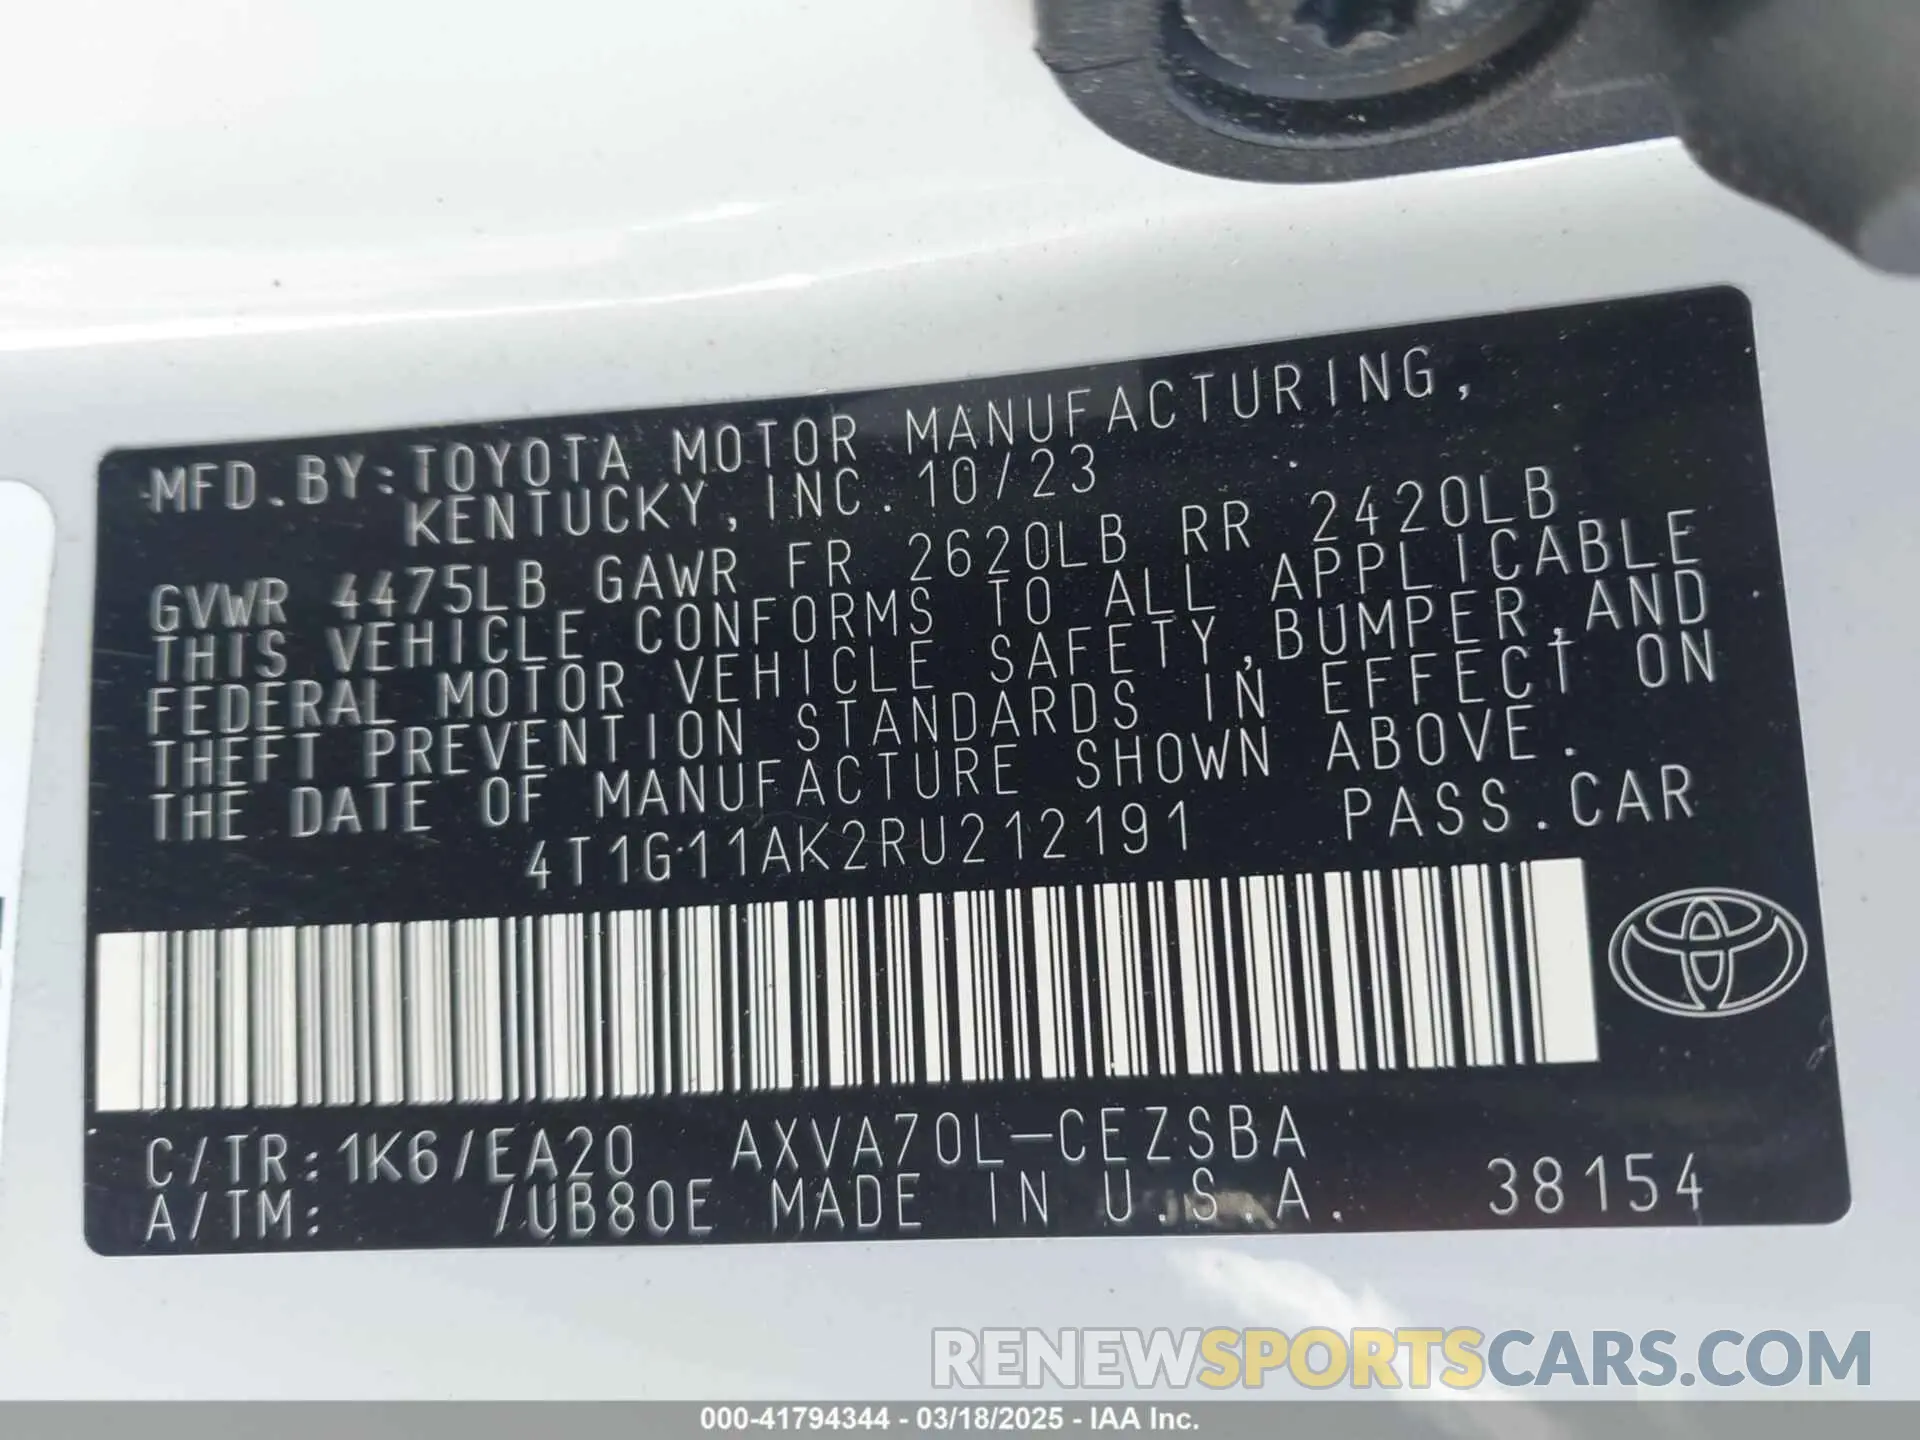 MFD.BY:TOYOTA MOTOR MANUFACTURING,
KENTUCKY, INC. 10/23
GVWR 4475LB GAWR FR 2620LB RR 2420LB
THIS VEHICLE CONFORMS TO ALL APPLICABLE
FEDERAL MOTOR VEHICLE SAFETY, BUMPER, AND
THEFT PREVENTION STANDARDS IN EFFECT ON
THE DATE OF MANUFACTURE SHOWN ABOVE.
4T1G11AK2RU212191 PASS.CAR
C/TR:1K6/EA20 AXVA70L-CEZSBA
A/TM: /UB80E MADE IN U.S.A. 38154
RENEWSPORTSCARS.COM
000-41794344 - 03/18/2025 - IAA Inc.